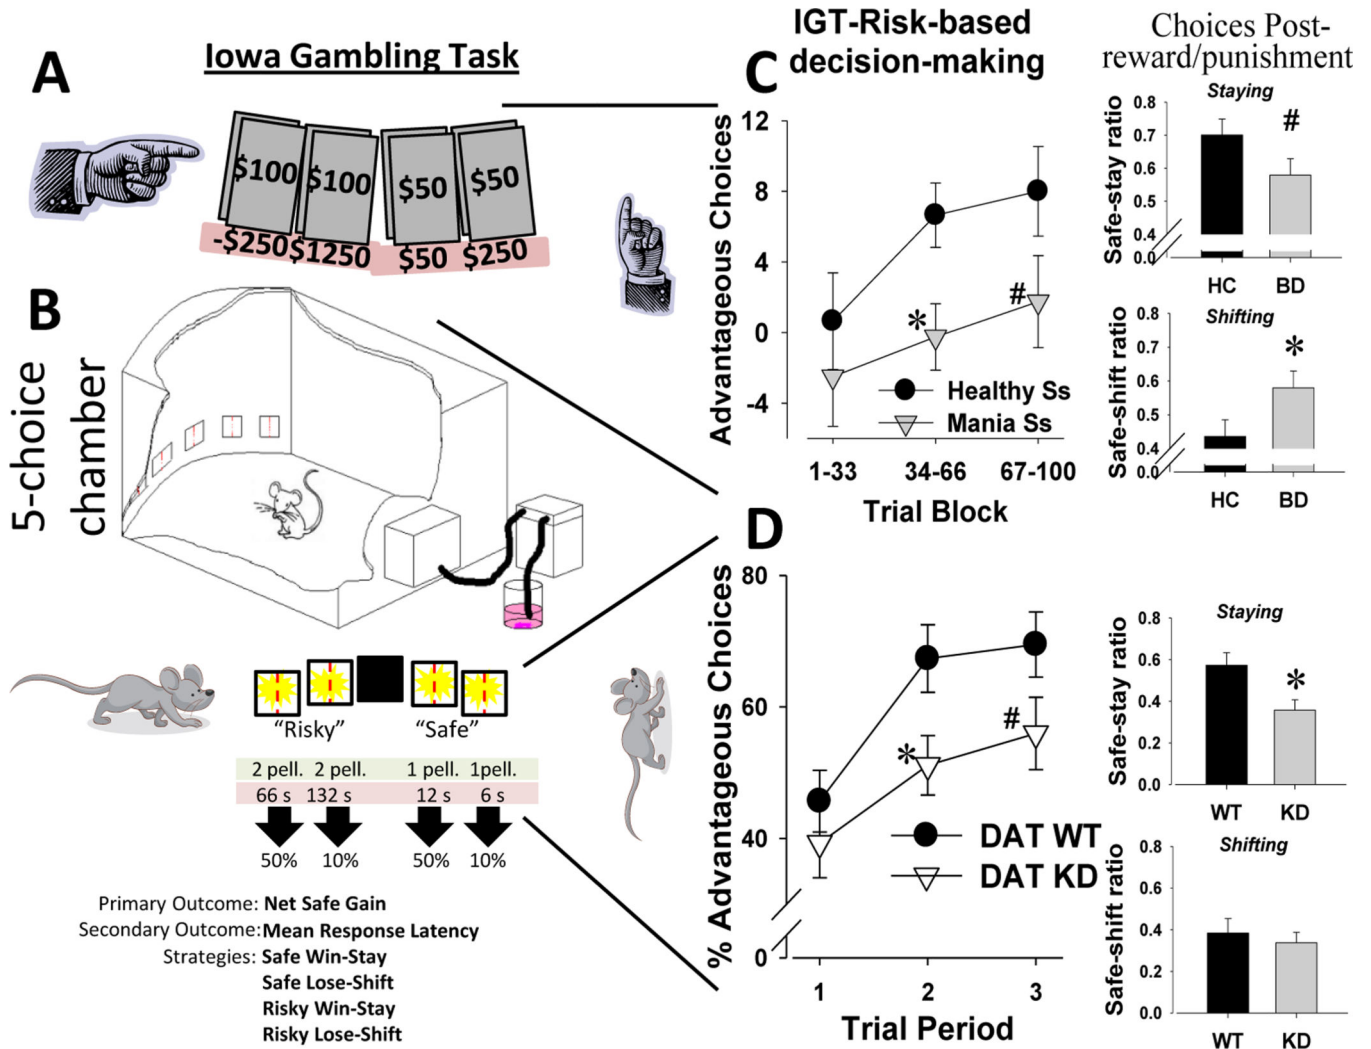 A
Iowa Gambling Task
$100
$100
$50
$50
-$250
$1250
$50
$250
B
5-choice
chamber
"Risky"
"Safe"
2 pell. 2 pell. 1 pell. 1pell.
66 s 132 s 12 s 6 s
50% 10% 50% 10%
Primary Outcome: Net Safe Gain
Secondary Outcome: Mean Response Latency
Strategies: Safe Win-Stay
Safe Lose-Shift
Risky Win-Stay
Risky Lose-Shift
C
IGT-Risk-based
decision-making
Advantageous Choices
12
8
4
0
-4
*
#
Healthy Ss
Mania Ss
1-33 34-66 67-100
Trial Block
Choices Post-
reward/punishment
Staying
Safe-stay ratio
0.8
0.7
0.6
0.5
0.4
0.0
#
HC BD
Shifting
Safe-shift ratio
0.8
0.7
0.6
0.5
0.4
0.0
*
HC BD
D
% Advantageous Choices
80
60
40
0
*
#
DAT WT
DAT KD
1 2 3
Trial Period
Staying
Safe-stay ratio
0.8
0.6
0.4
0.2
0.0
*
WT KD
Shifting
Safe-shift ratio
0.8
0.6
0.4
0.2
0.0
WT KD